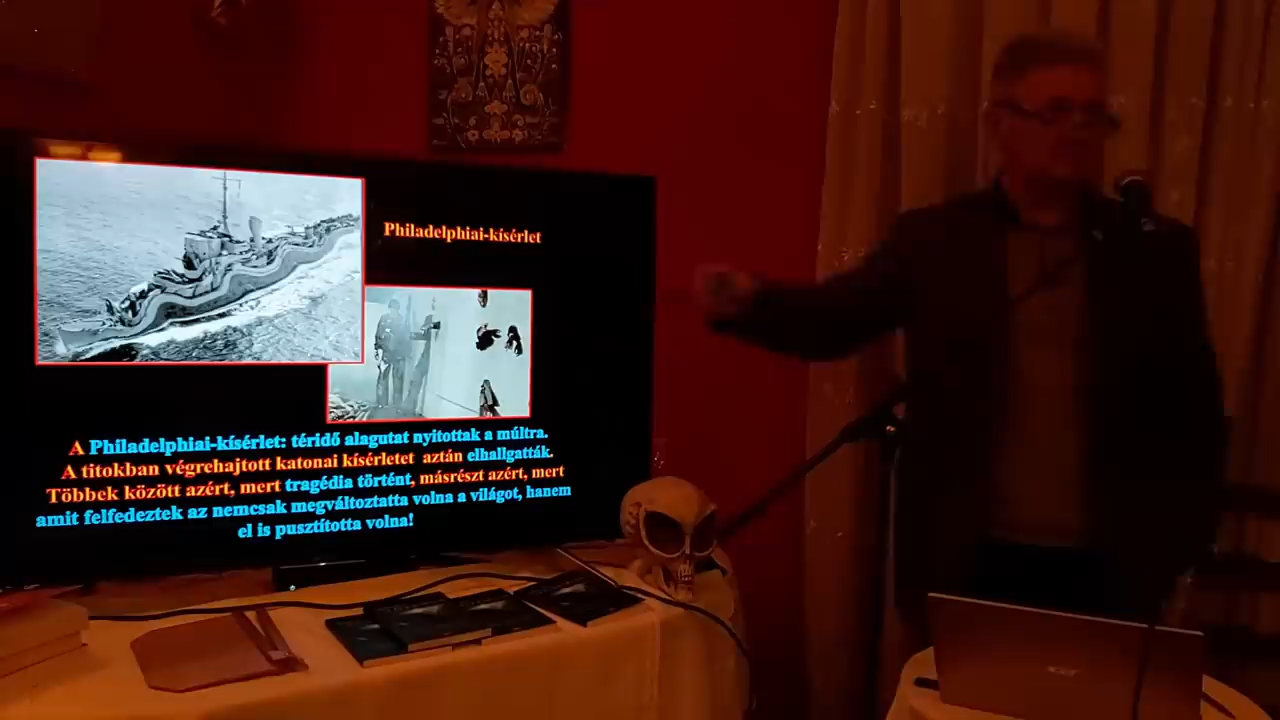 Philadelphiai-kísérlet
A Philadelphiai-kísérlet: téridő alagutat nyitottak a múltra.
A titokban végrehajtott katonai kísérletet aztán elhallgatták.
Többek között azért, mert tragédia történt, másrészt azért, mert
amit felfedeztek az nemcsak megváltoztatta volna a világot, hanem
el is pusztította volna!
acer